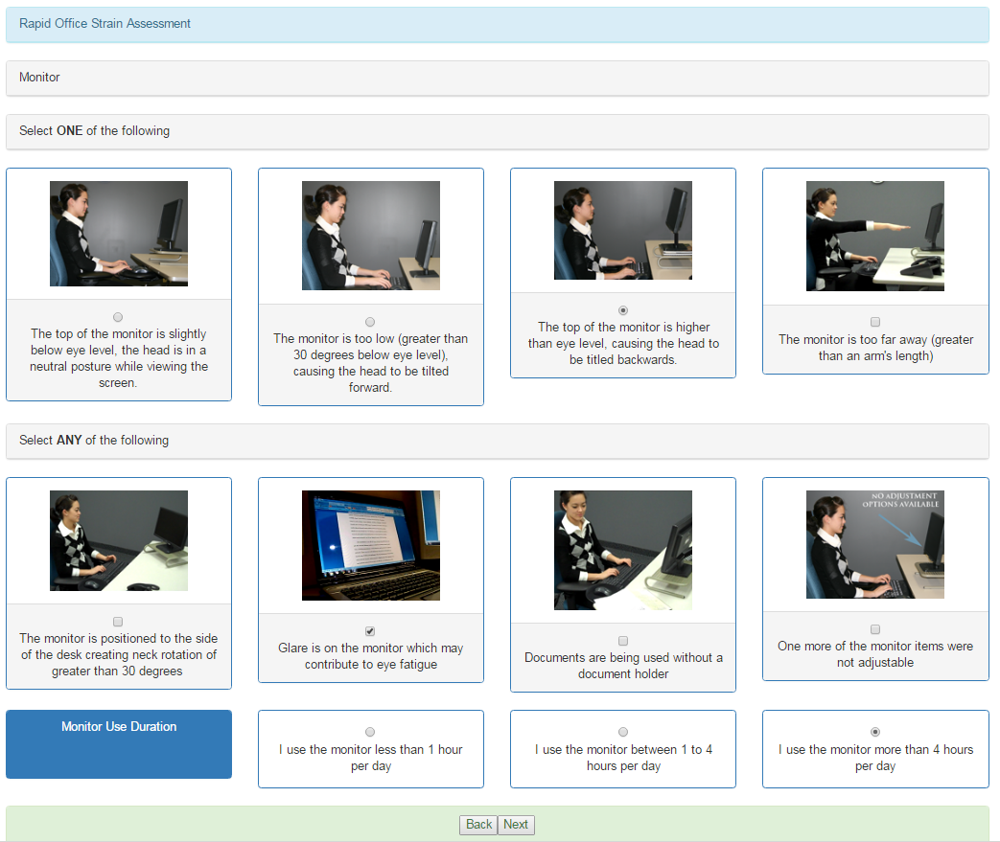 Rapid Office Strain Assessment
Monitor
Select ONE of the following
The top of the monitor is slightly
below eye level, the head is in a
neutral posture while viewing the
screen.
The monitor is too low (greater than
30 degrees below eye level),
causing the head to be tilted
forward.
The top of the monitor is higher
than eye level, causing the head to
be titled backwards.
The monitor is too far away (greater
than an arm's length)
Select ANY of the following
The monitor is positioned to the side
of the desk creating neck rotation of
greater than 30 degrees
Glare is on the monitor which may
contribute to eye fatigue
Documents are being used without a
document holder
NO ADJUSTMENT
OPTIONS AVAILABLE
One more of the monitor items were
not adjustable
Monitor Use Duration
I use the monitor less than 1 hour
per day
I use the monitor between 1 to 4
hours per day
I use the monitor more than 4 hours
per day
Back Next